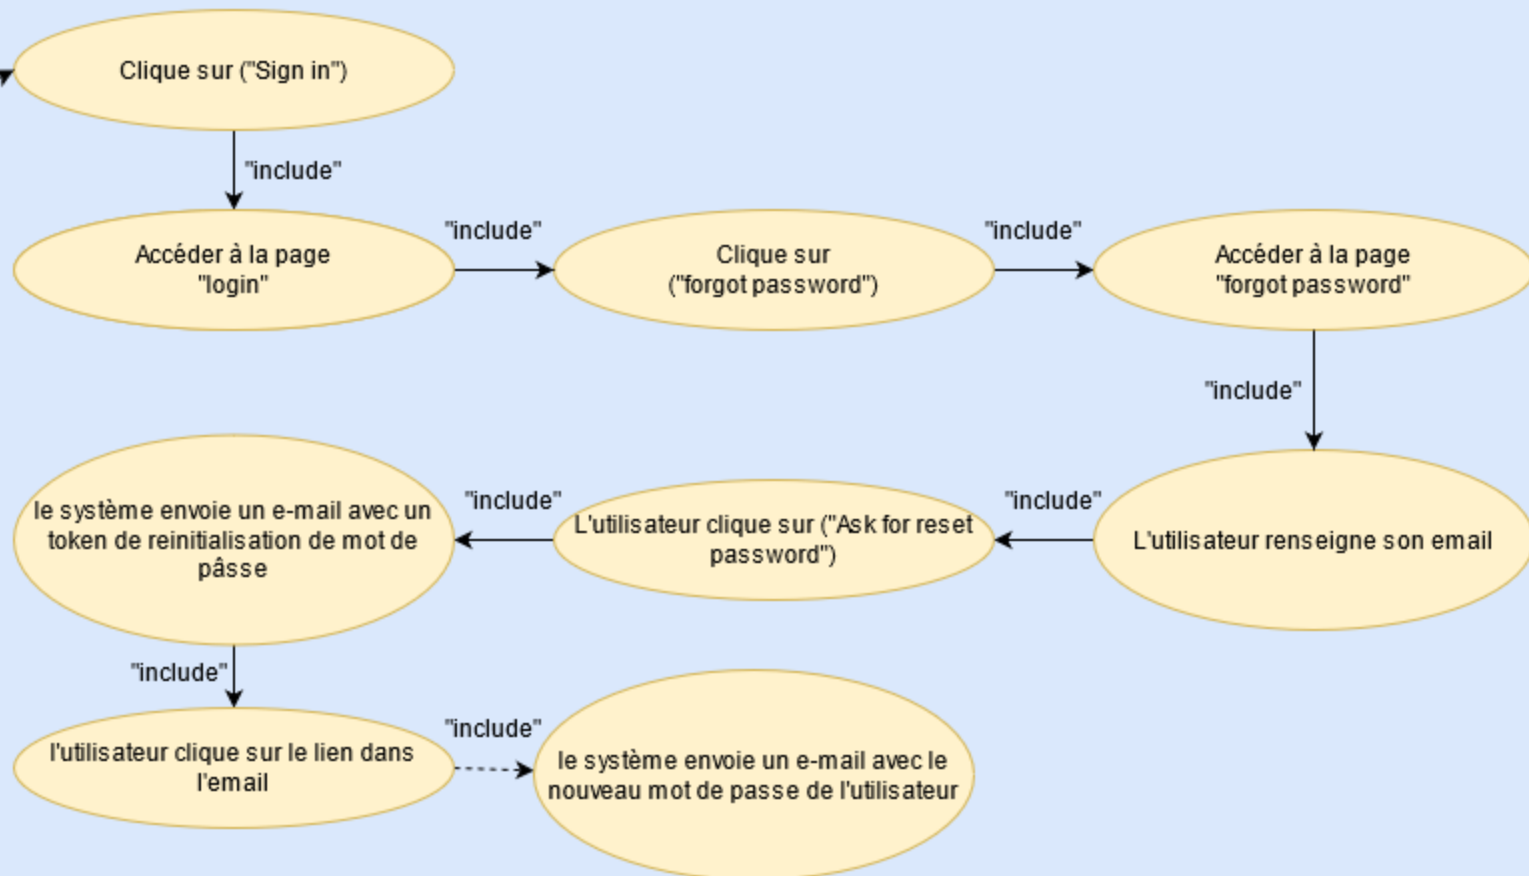 Clique sur ("Sign in")
"include"
Accéder à la page
"login"
"include"
Clique sur
("forgot password")
"include"
Accéder à la page
"forgot password"
"include"
L'utilisateur renseigne son email
"include"
L'utilisateur clique sur ("Ask for reset
password")
"include"
le système envoie un e-mail avec un
token de reinitialisation de mot de
pâsse
"include"
l'utilisateur clique sur le lien dans
l'email
"include"
le système envoie un e-mail avec le
nouveau mot de passe de l'utilisateur